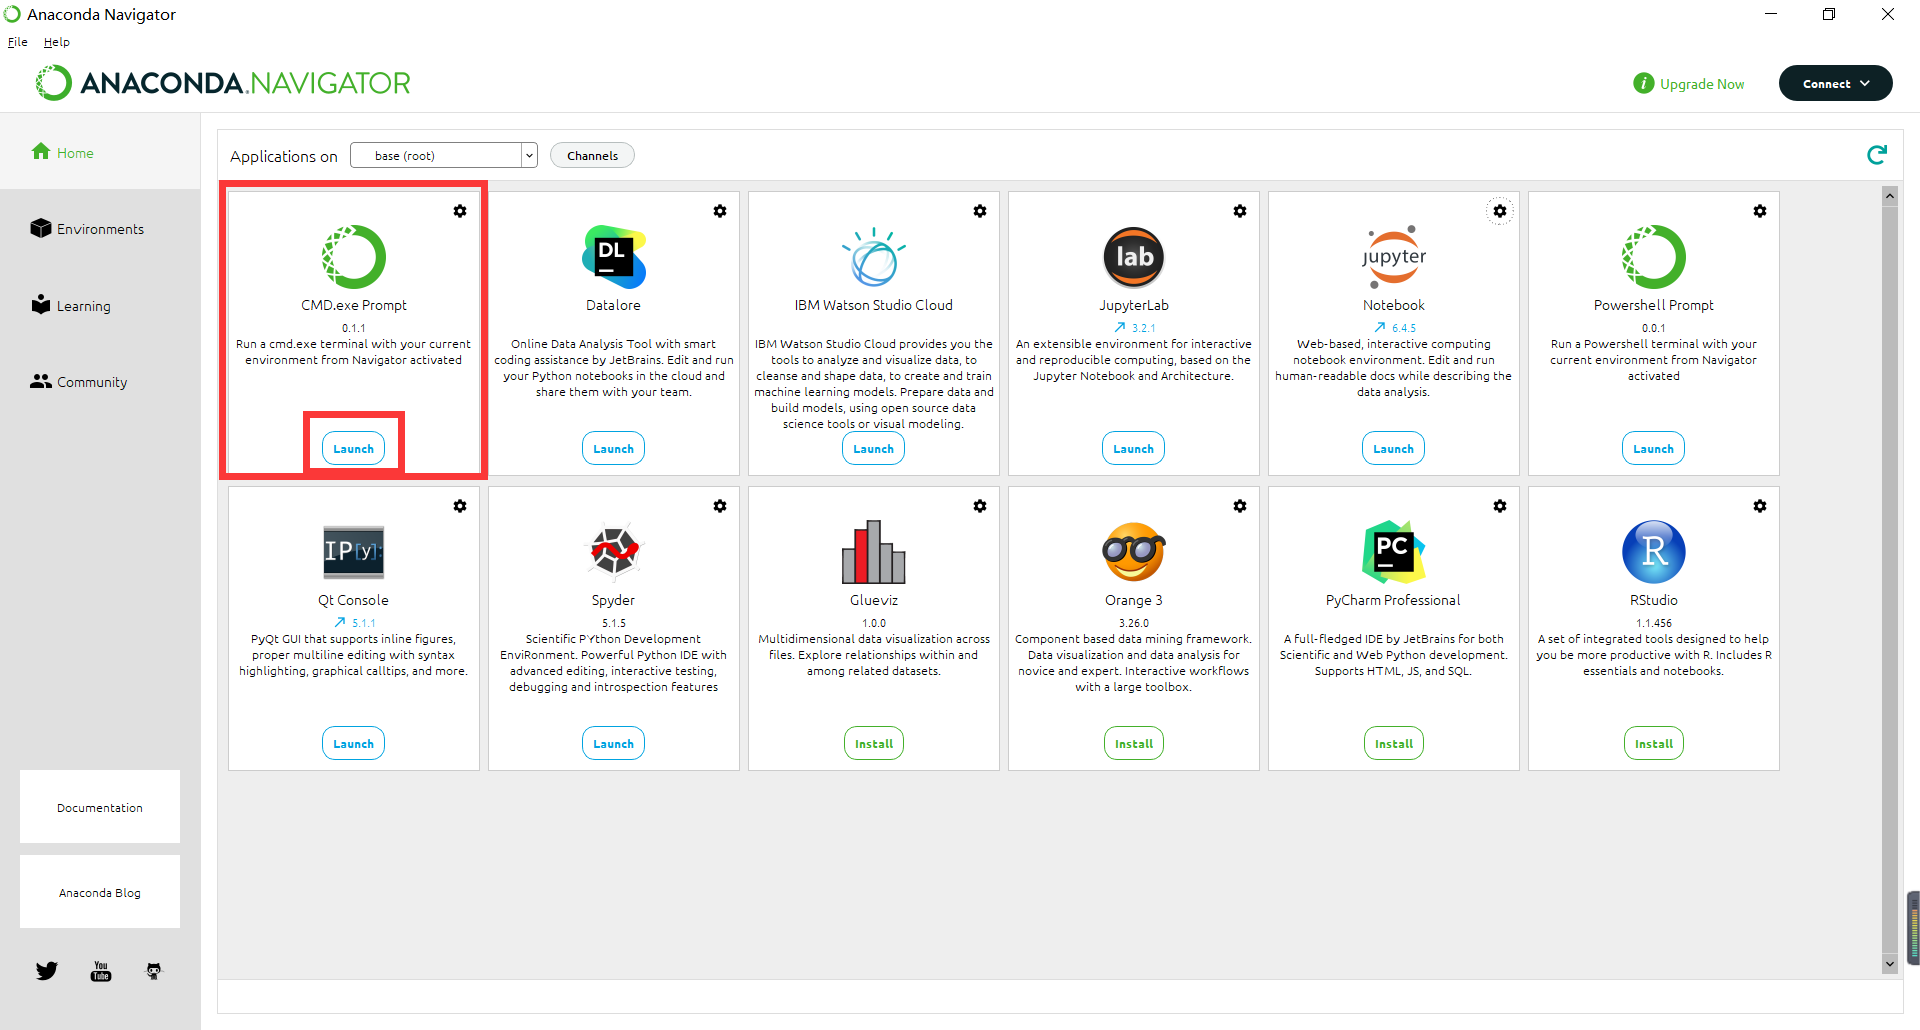 Anaconda Navigator
File Help
ANACONDA.NAVIGATOR
i Upgrade Now
Connect
Home
Environments
Learning
Community
Documentation
Anaconda Blog
You
Tube
Applications on
base (root)
Channels
CMD.exe Prompt
0.1.1
Run a cmd.exe terminal with your current
environment from Navigator activated
Launch
DL
Datalore
Online Data Analysis Tool with smart
coding assistance by JetBrains. Edit and run
your Python notebooks in the cloud and
share them with your team.
Launch
IBM Watson Studio Cloud
IBM Watson Studio Cloud provides you the
tools to analyze and visualize data, to
cleanse and shape data, to create and train
machine learning models. Prepare data and
build models, using open source data
science tools or visual modeling.
Launch
lab
JupyterLab
3.2.1
An extensible environment for interactive
and reproducible computing, based on the
Jupyter Notebook and Architecture.
Launch
jupyter
Notebook
6.4.5
Web-based, interactive computing
notebook environment. Edit and run
human-readable docs while describing the
data analysis.
Launch
Powershell Prompt
0.0.1
Run a Powershell terminal with your
current environment from Navigator
activated
Launch
IP[y]:
Qt Console
5.1.1
PyQt GUI that supports inline figures,
proper multiline editing with syntax
highlighting, graphical calltips, and more.
Launch
Spyder
5.1.5
Scientific PYthon Development
EnviRonment. Powerful Python IDE with
advanced editing, interactive testing,
debugging and introspection features
Launch
Glueviz
1.0.0
Multidimensional data visualization across
files. Explore relationships within and
among related datasets.
Install
Orange 3
3.26.0
Component based data mining framework.
Data visualization and data analysis for
novice and expert. Interactive workflows
with a large toolbox.
Install
PC
PyCharm Professional
A full-fledged IDE by JetBrains for both
Scientific and Web Python development.
Supports HTML, JS, and SQL.
Install
R
RStudio
1.1.456
A set of integrated tools designed to help
you be more productive with R. Includes R
essentials and notebooks.
Install